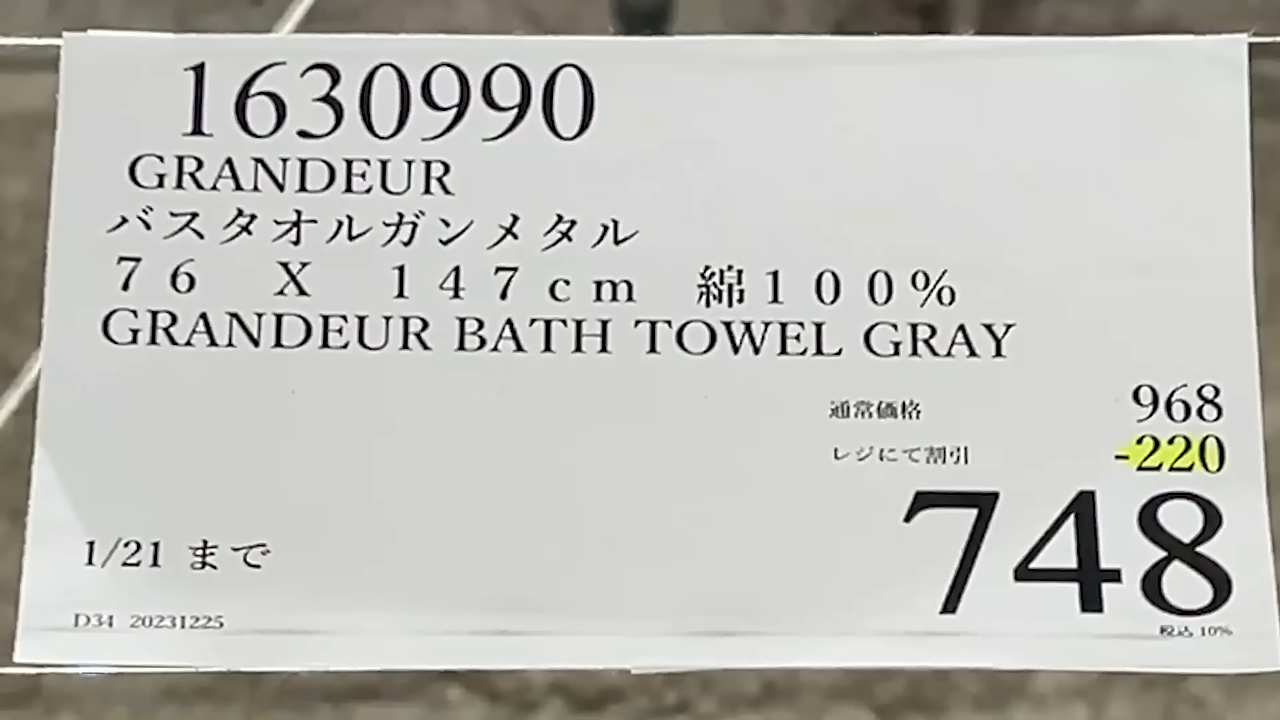 1630990
GRANDEUR
バスタオルガンメタル
76 X 147cm 綿100%
GRANDEUR BATH TOWEL GRAY
通常価格 968
レジにて割引 -220
748
1/21 まで
D34 20231225
税込 10%